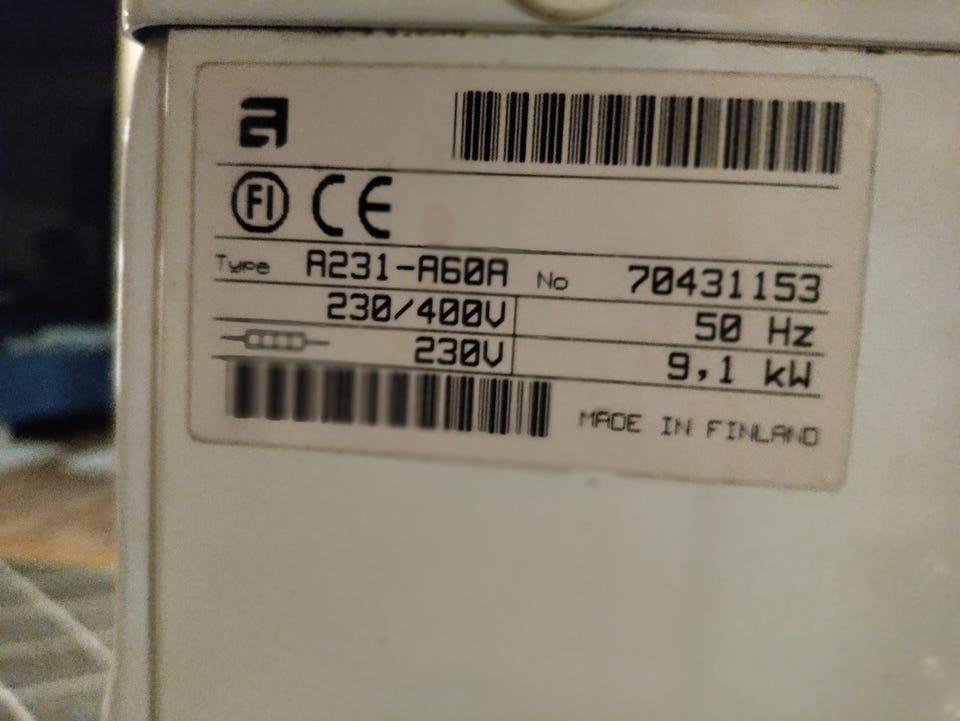 a
FI CE
Type A231-A60A No 70431153
230/400V 50 Hz
230V 9,1 kW
MADE IN FINLAND